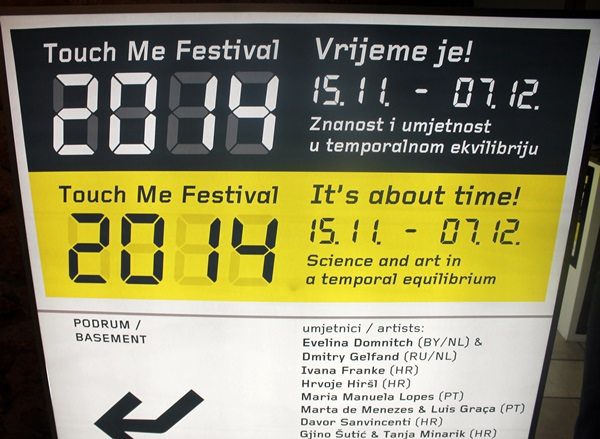 Touch Me Festival
2014
Vrijeme je!
15.11. - 07.12.
Znanost i umjetnost
u temporalnom ekvilibriju
Touch Me Festival
2014
It's about time!
15.11. - 07.12.
Science and art in
a temporal equilibrium
PODRUM /
BASEMENT
umjetnici / artists:
Evelina Domnitch (BY/NL) &
Dmitry Gelfand (RU/NL)
Ivana Franke (HR)
Hrvoje Hiršl (HR)
Maria Manuela Lopes (PT)
Marta de Menezes & Luis Graça (PT)
Davor Sanvincenti (HR)
Gjino Šutić & Tanja Minarik (HR)